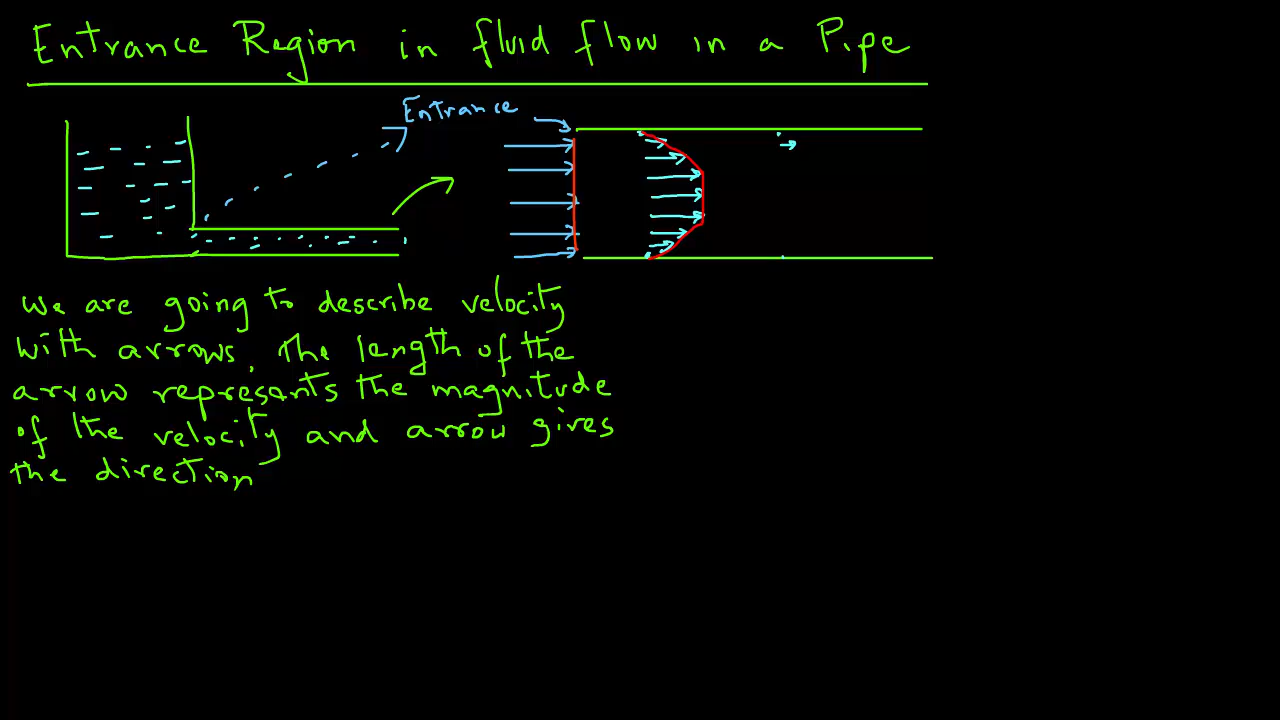 Entrance Region in fluid flow in a Pipe
Entrance
We are going to describe velocity
with arrows. The length of the
arrow represents the magnitude
of the velocity and arrow gives
the direction